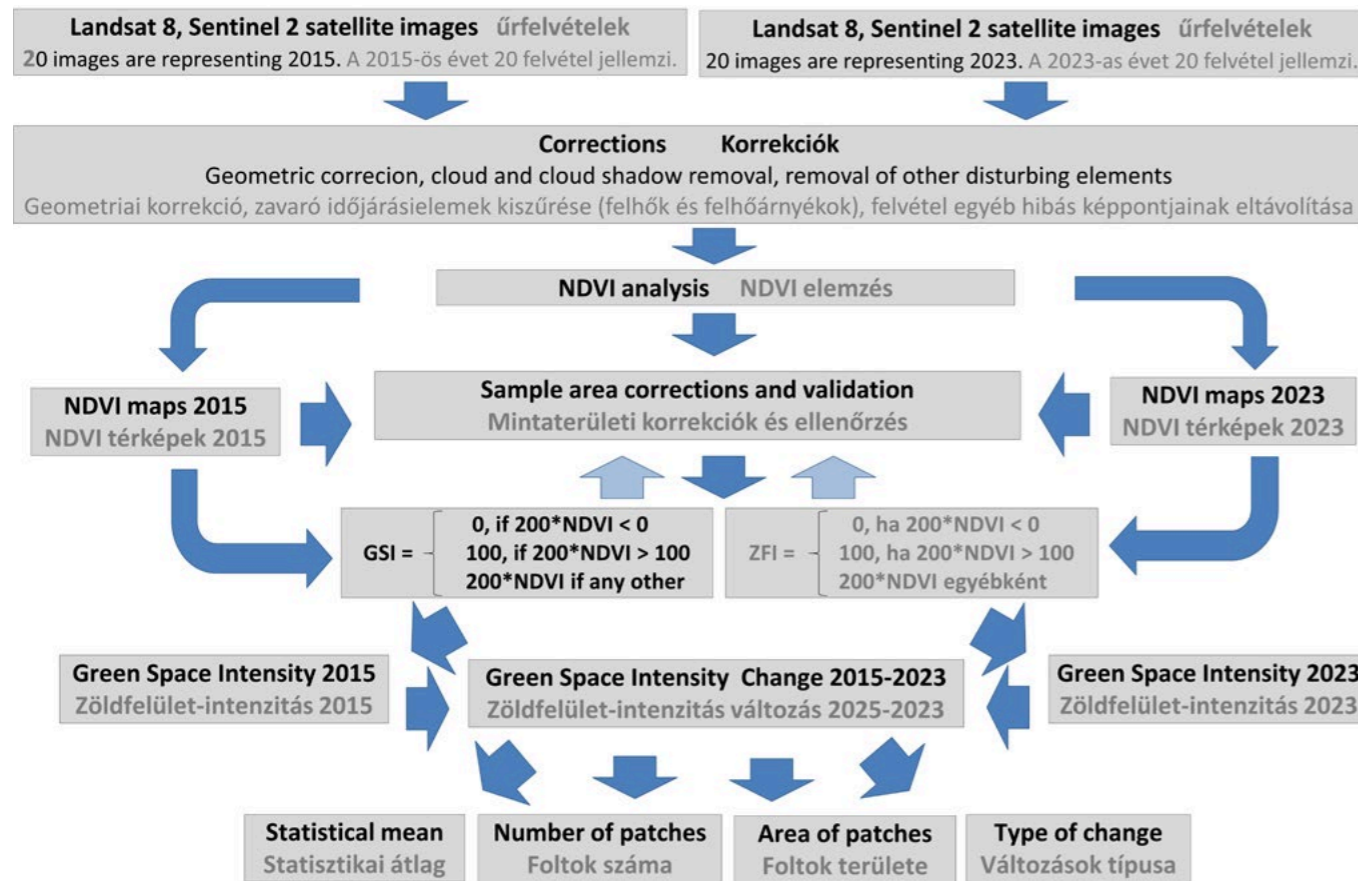 Landsat 8, Sentinel 2 satellite images űrfelvételek
20 images are representing 2015. A 2015-ös évet 20 felvétel jellemzi.
Landsat 8, Sentinel 2 satellite images űrfelvételek
20 images are representing 2023. A 2023-as évet 20 felvétel jellemzi.
Corrections Korrekciók
Geometric correcion, cloud and cloud shadow removal, removal of other disturbing elements
Geometriai korrekció, zavaró időjárásielemek kiszűrése (felhők és felhőárnyékok), felvétel egyéb hibás képpontjainak eltávolítása
NDVI analysis NDVI elemzés
NDVI maps 2015
NDVI térképek 2015
Sample area corrections and validation
Mintaterületi korrekciók és ellenőrzés
NDVI maps 2023
NDVI térképek 2023
GSI =
0, if 200*NDVI < 0
100, if 200*NDVI > 100
200*NDVI if any other
ZFI =
0, ha 200*NDVI < 0
100, ha 200*NDVI > 100
200*NDVI egyébként
Green Space Intensity 2015
Zöldfelület-intenzitás 2015
Green Space Intensity Change 2015-2023
Zöldfelület-intenzitás változás 2025-2023
Green Space Intensity 2023
Zöldfelület-intenzitás 2023
Statistical mean
Statisztikai átlag
Number of patches
Foltok száma
Area of patches
Foltok területe
Type of change
Változások típusa